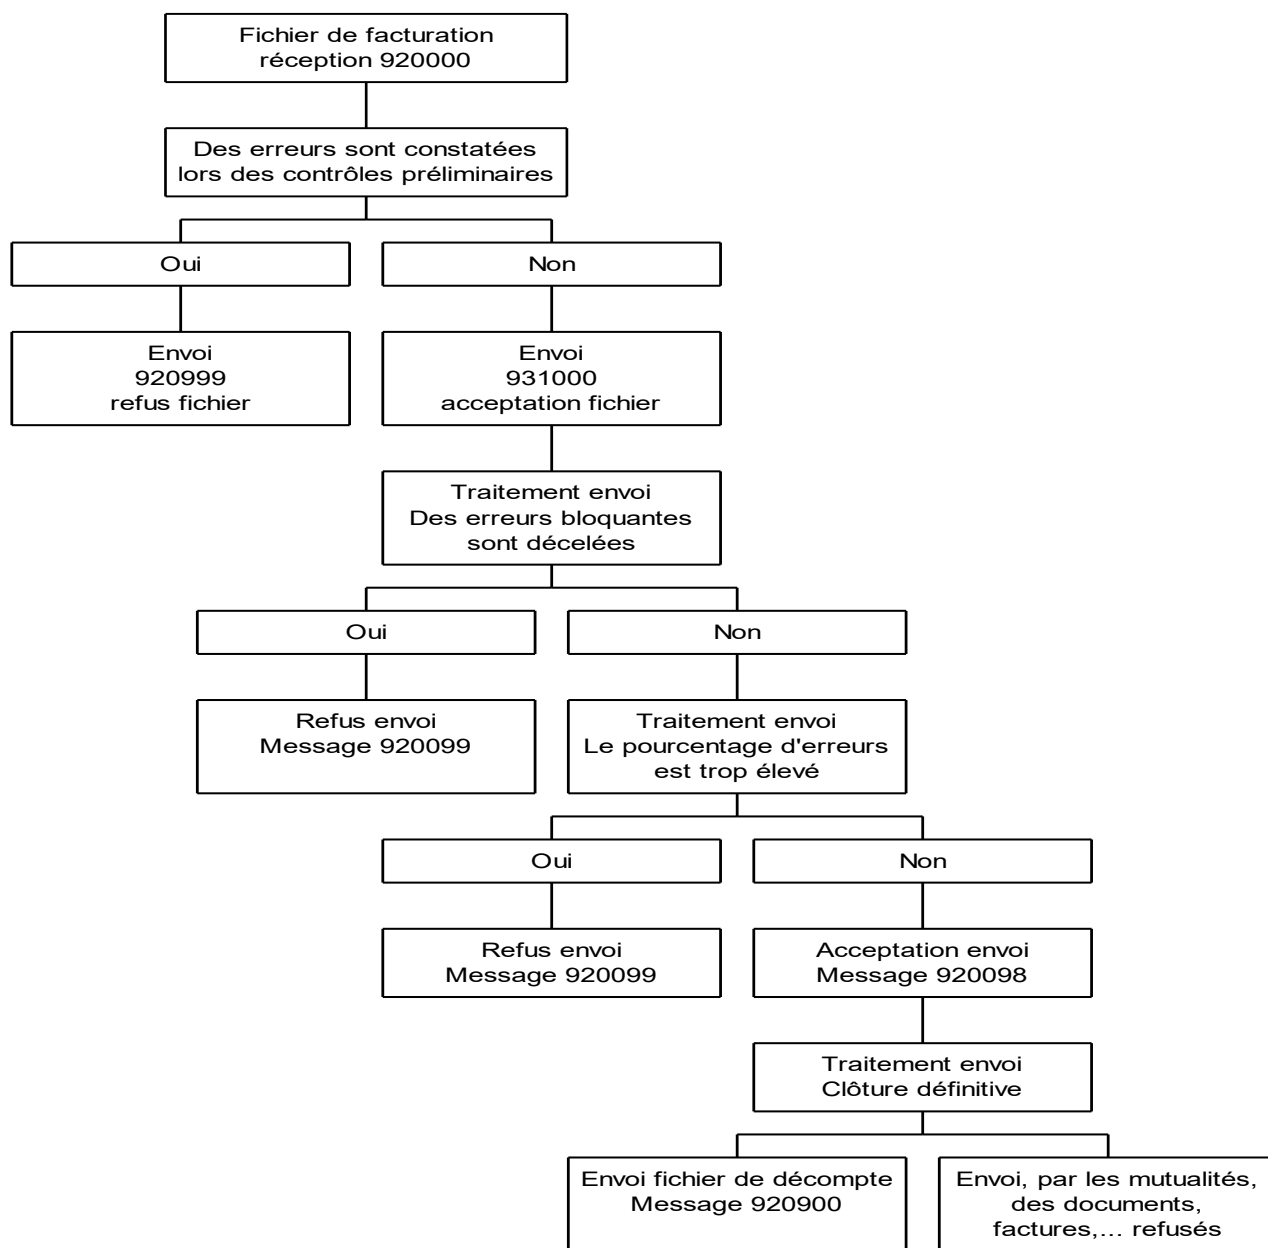 Fichier de facturation
réception 920000
Des erreurs sont constatées
lors des contrôles préliminaires
Oui
Non
Envoi
920999
refus fichier
Envoi
931000
acceptation fichier
Traitement envoi
Des erreurs bloquantes
sont décelées
Oui
Non
Refus envoi
Message 920099
Traitement envoi
Le pourcentage d'erreurs
est trop élevé
Oui
Non
Refus envoi
Message 920099
Acceptation envoi
Message 920098
Traitement envoi
Clôture définitive
Envoi fichier de décompte
Message 920900
Envoi, par les mutualités,
des documents,
factures,... refusés